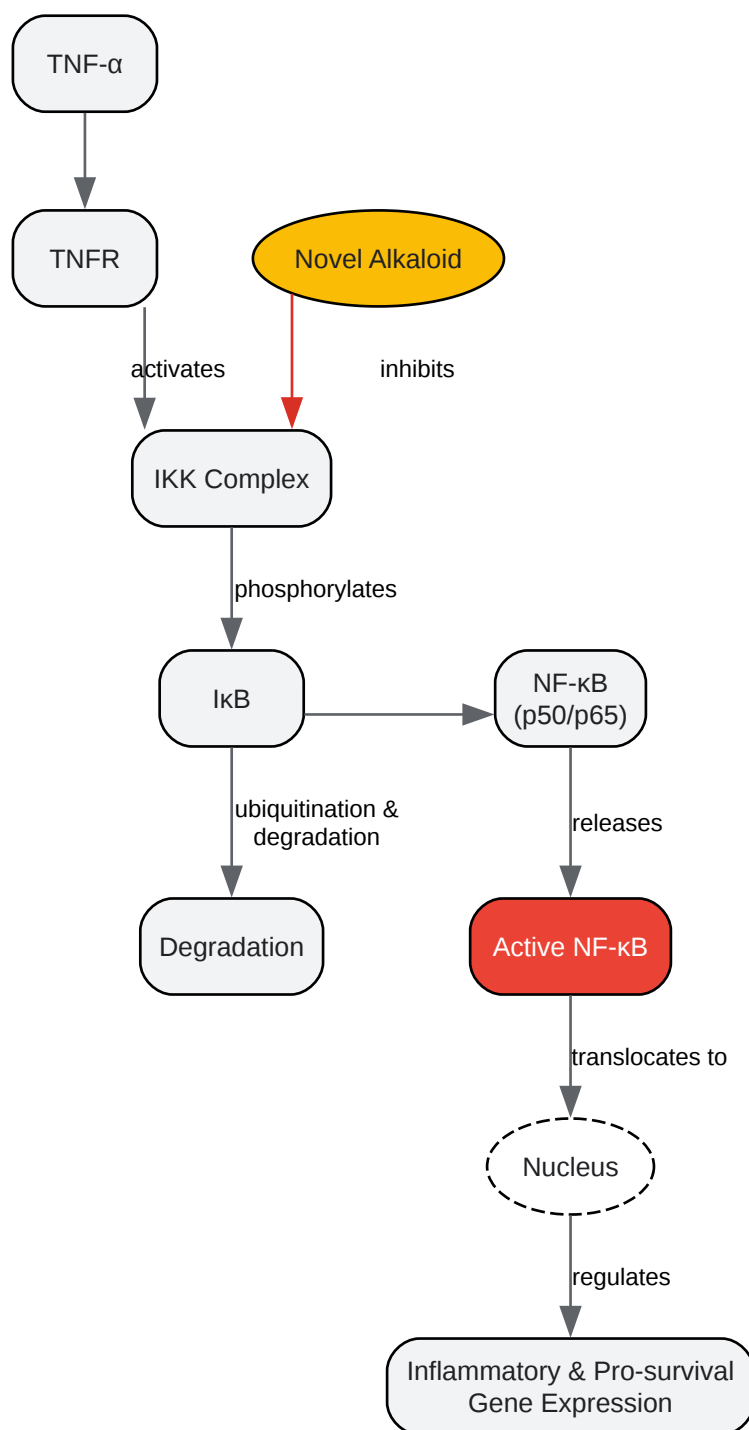 TNF-α
TNFR
Novel Alkaloid
activates
inhibits
IKK Complex
phosphorylates
IκB
NF-κB
(p50/p65)
ubiquitination &
degradation
releases
Degradation
Active NF-κB
translocates to
Nucleus
regulates
Inflammatory & Pro-survival
Gene Expression